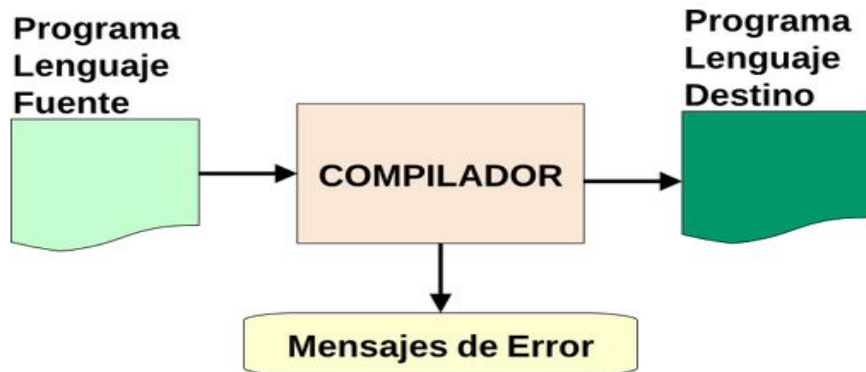 Programa
Lenguaje
Fuente
Programa
Lenguaje
Destino
COMPILADOR
Mensajes de Error